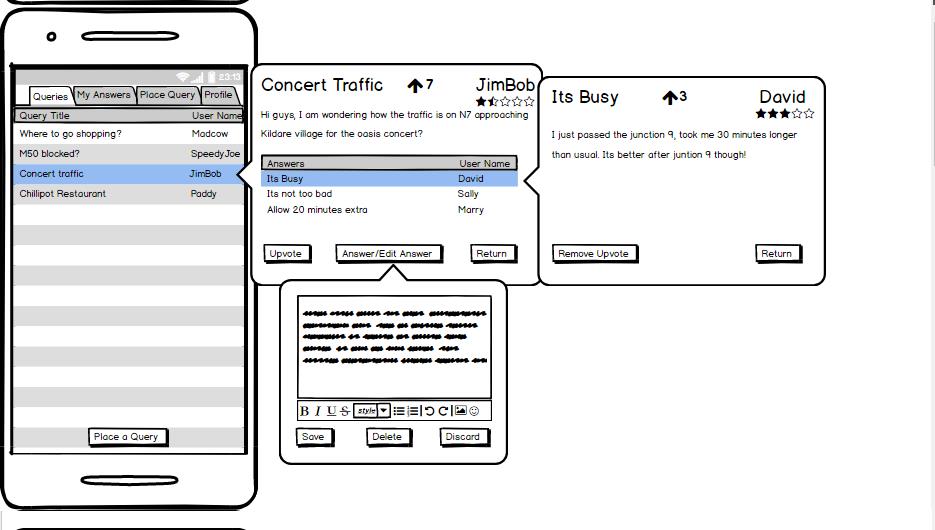 23:13
Queries My Answers Place Query Profile
Query Title User Name
Where to go shopping? Madcow
M50 blocked? SpeedyJoe
Concert traffic JimBob
Chillipot Restaurant Paddy
Place a Query
Concert Traffic 7 JimBob
Hi guys, I am wondering how the traffic is on N7 approaching
Kildare village for the oasis concert?
Answers User Name
Its Busy David
Its not too bad Sally
Allow 20 minutes extra Marry
Upvote Answer/Edit Answer Return
B I U S style
Save Delete Discard
Its Busy 3 David
I just passed the junction 9, took me 30 minutes longer
than usual. Its better after juntion 9 though!
Remove Upvote Return